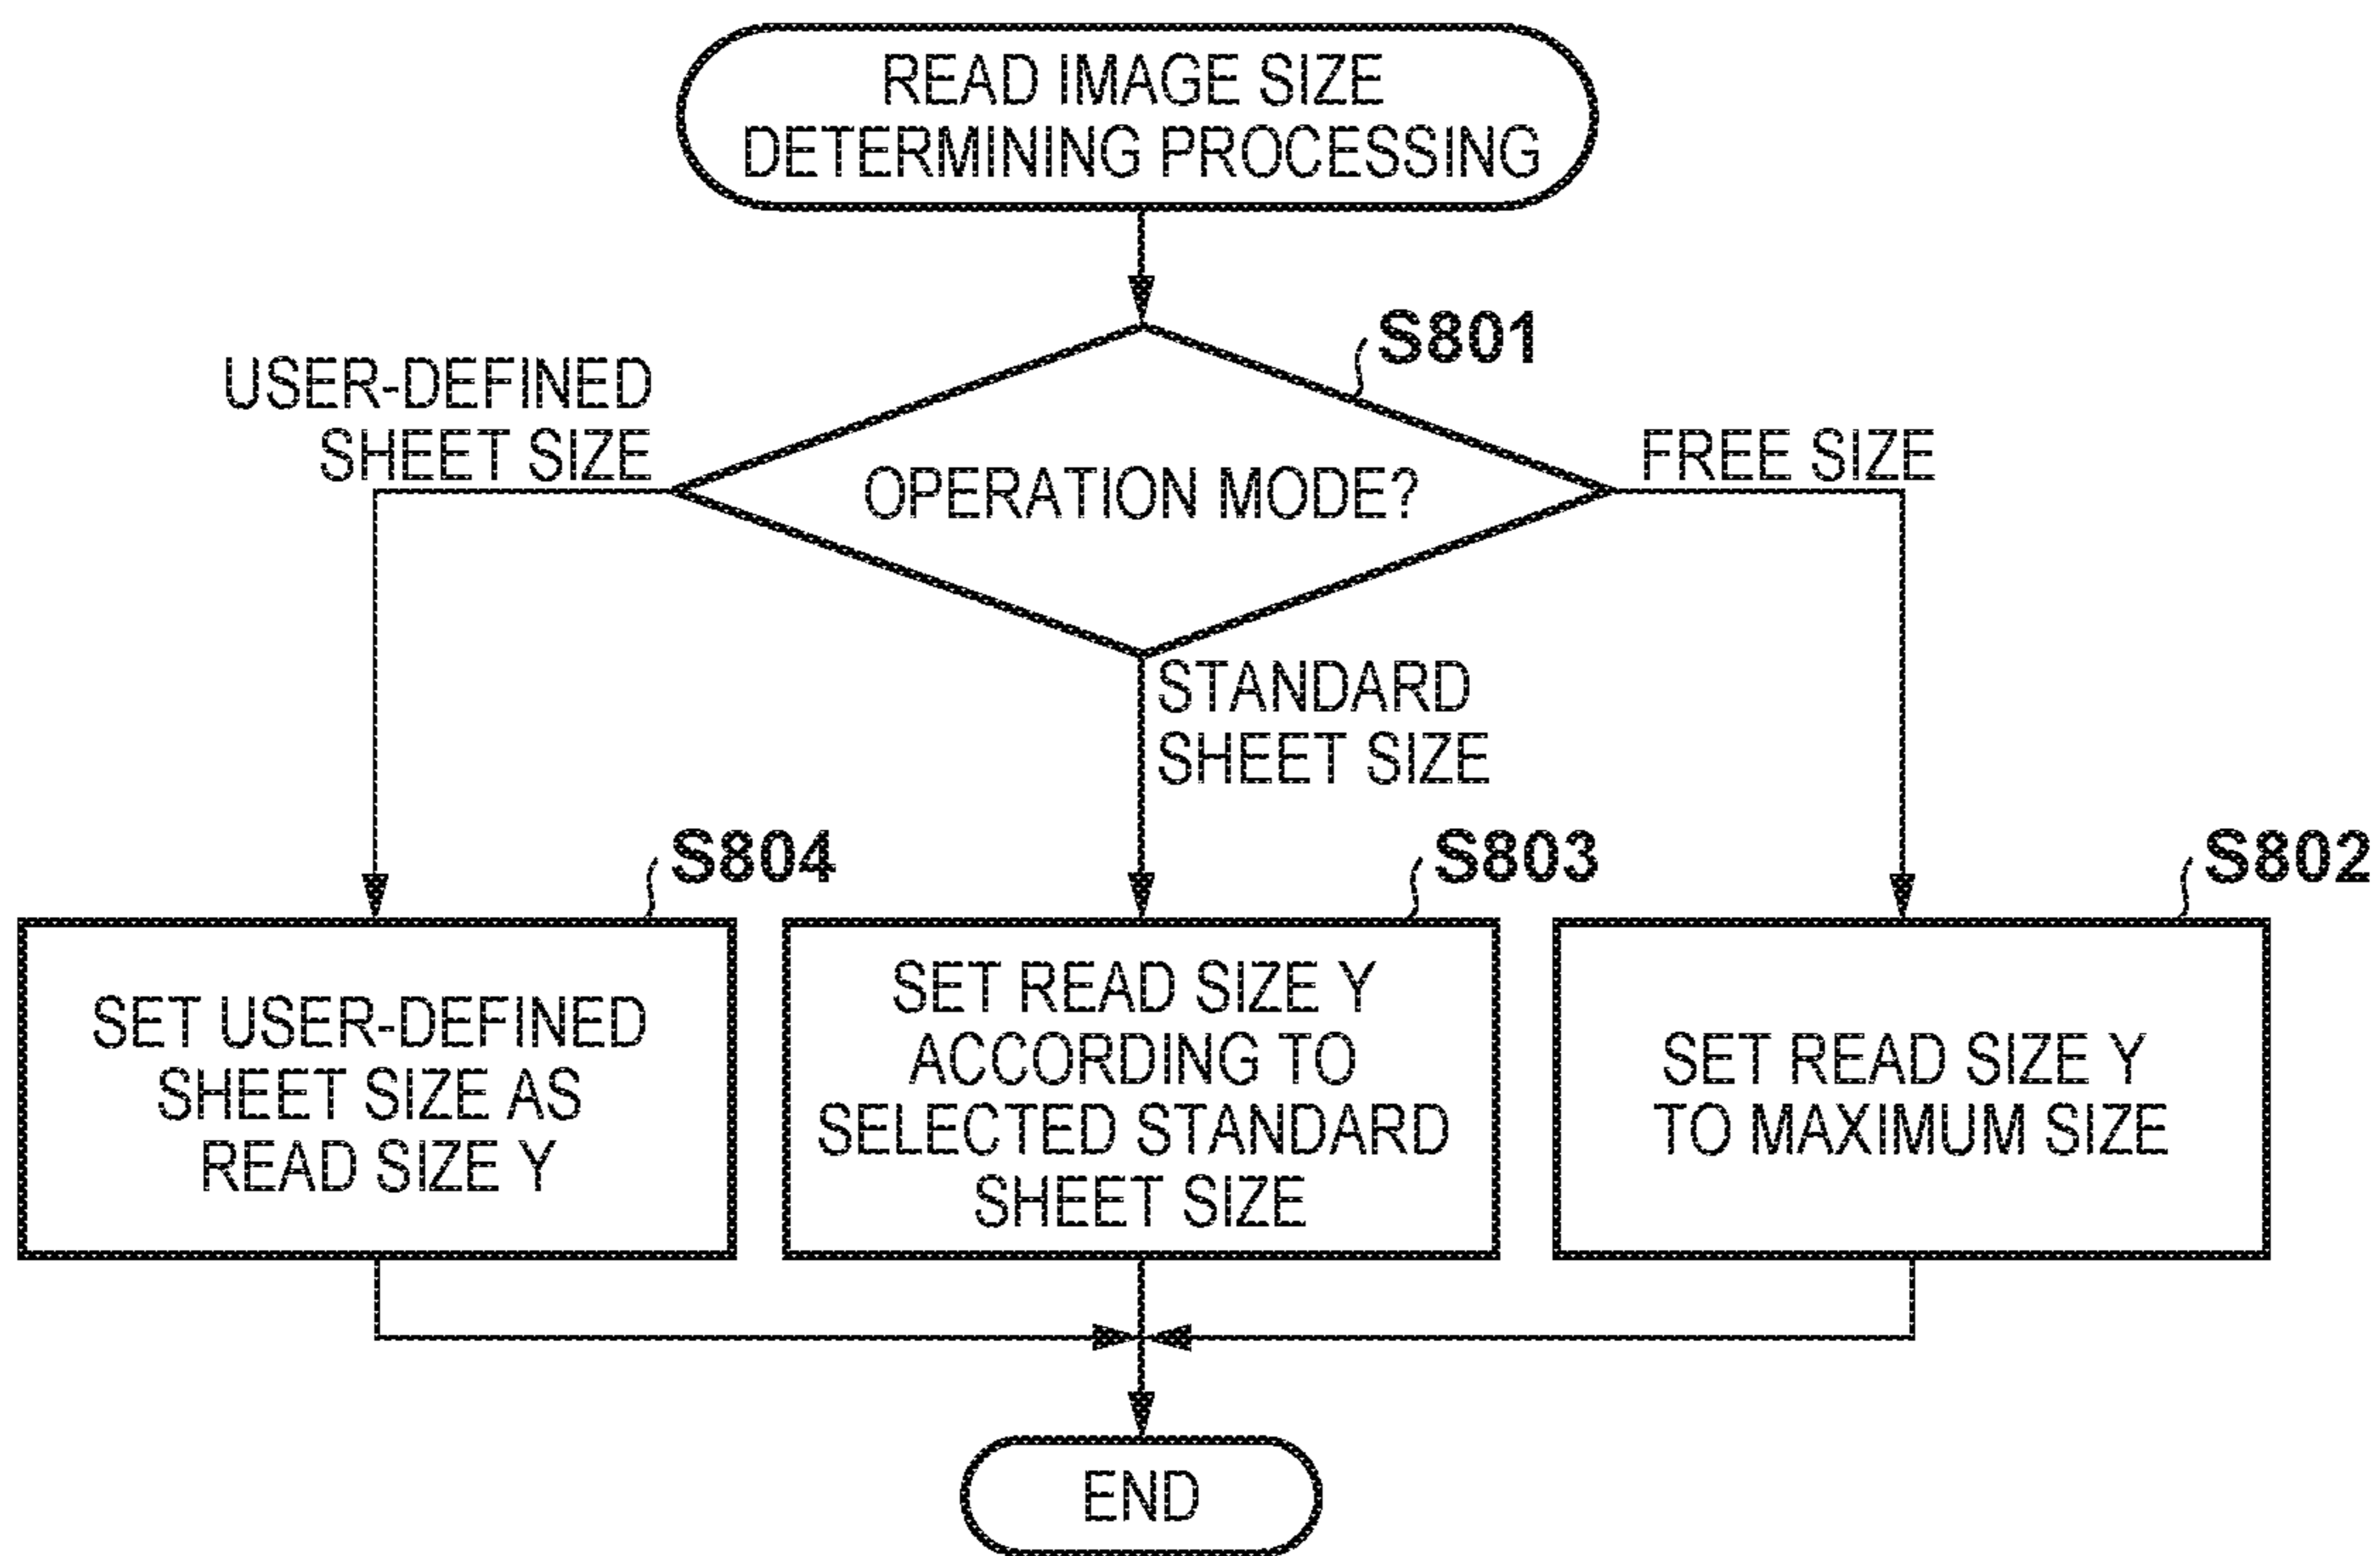 READ IMAGE SIZE
DETERMINING PROCESSING
S801
USER-DEFINED
SHEET SIZE
OPERATION MODE?
FREE SIZE
STANDARD
SHEET SIZE
S804
SET USER-DEFINED
SHEET SIZE AS
READ SIZE Y
S803
SET READ SIZE Y
ACCORDING TO
SELECTED STANDARD
SHEET SIZE
S802
SET READ SIZE Y
TO MAXIMUM SIZE
END